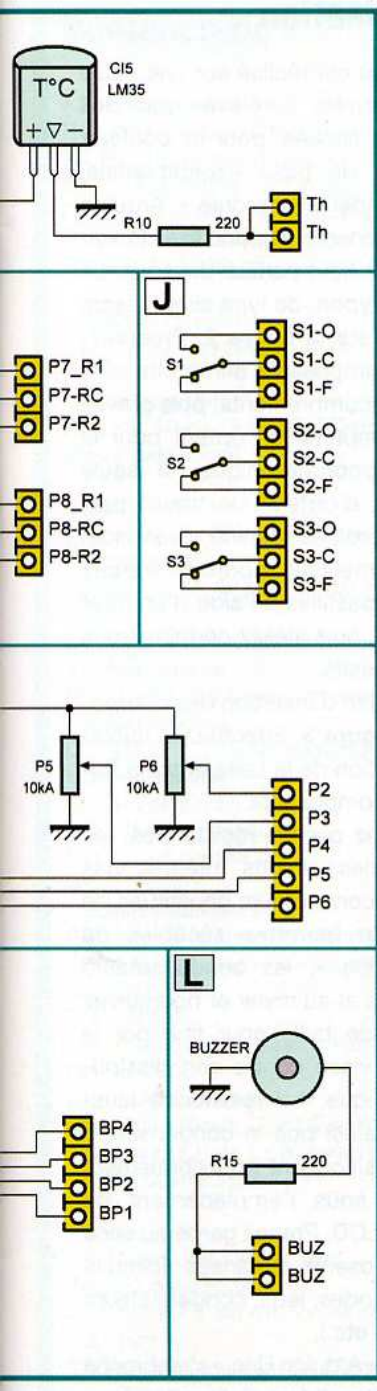 CI5
LM35
T°C
+ ▽ −
R10 220
Th
Th
J
S1
S1-O
S1-C
S1-F
S2
S2-O
S2-C
S2-F
S3
S3-O
S3-C
S3-F
P7_R1
P7-RC
P7-R2
P8_R1
P8-RC
P8-R2
P5
10kA
P6
10kA
P2
P3
P4
P5
P6
L
BUZZER
R15 220
BUZ
BUZ
BP4
BP3
BP2
BP1